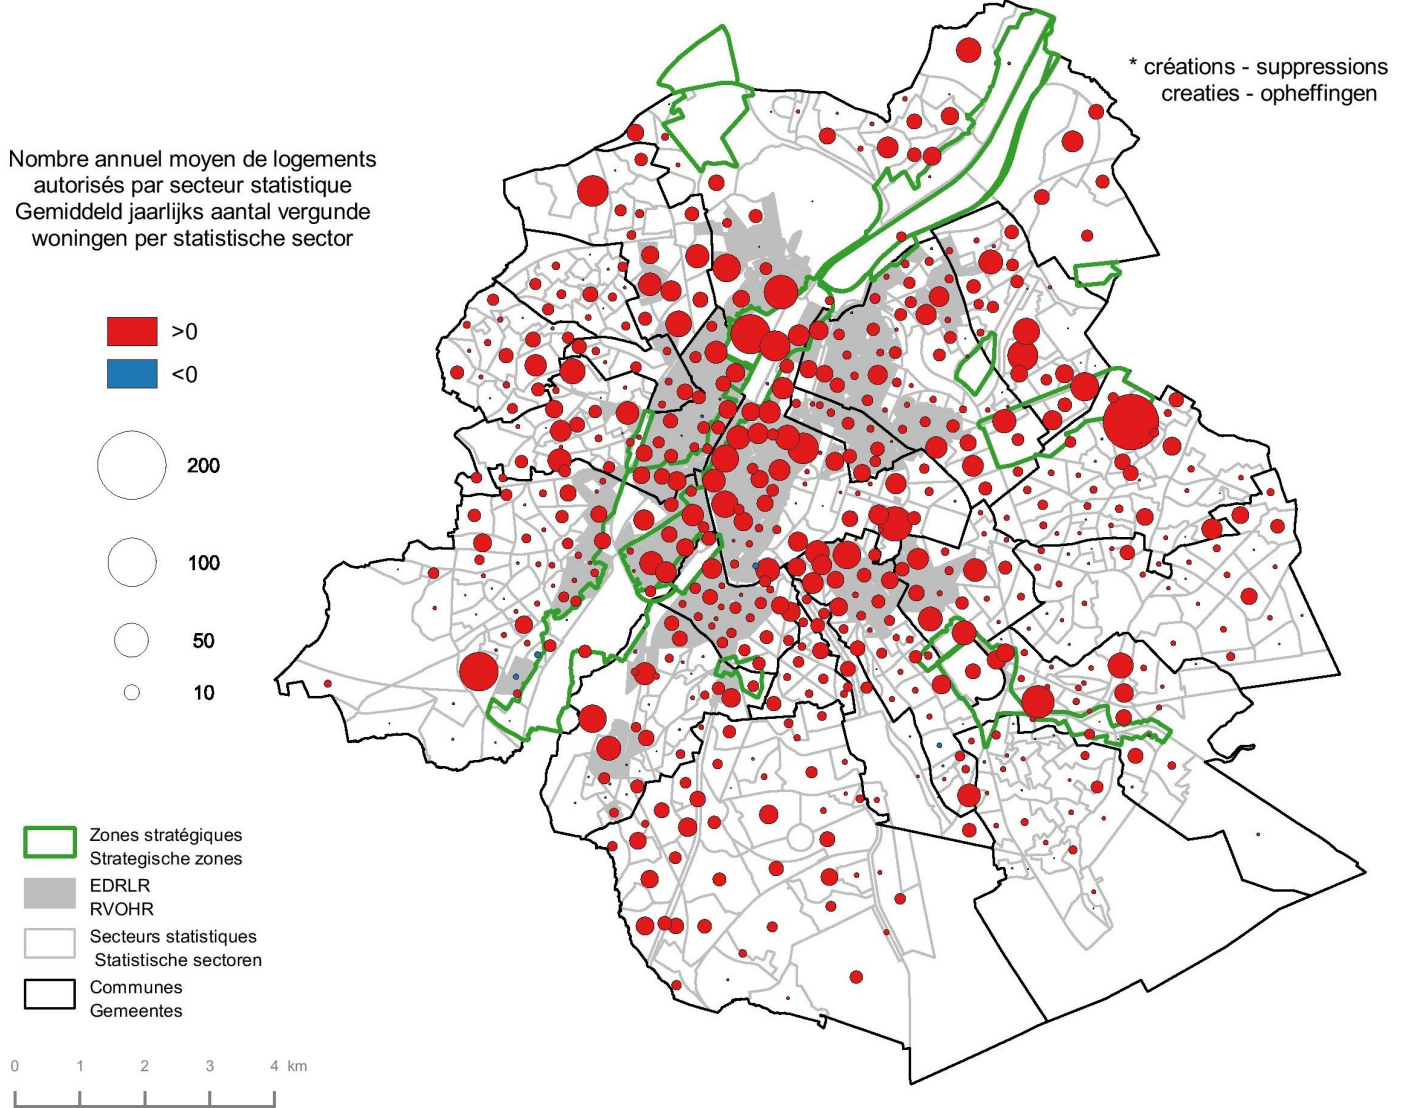 * créations - suppressions
creaties - opheffingen
Nombre annuel moyen de logements
autorisés par secteur statistique
Gemiddeld jaarlijks aantal vergunde
woningen per statistische sector
>0
<0
200
100
50
10
Zones stratégiques
Strategische zones
EDRLR
RVOHR
Secteurs statistiques
Statistische sectoren
Communes
Gemeentes
0 1 2 3 4 km